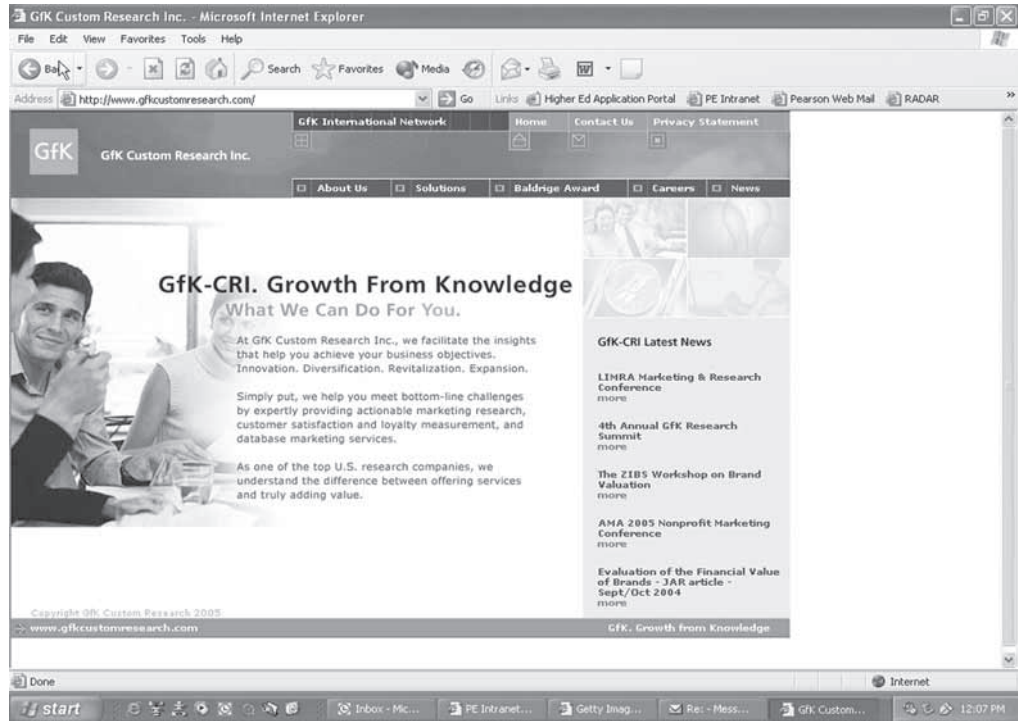 GfK Custom Research Inc. - Microsoft Internet Explorer
File Edit View Favorites Tools Help
Back Search Favorites Media
Address http://www.gfkcustomresearch.com/ Go Links Higher Ed Application Portal PE Intranet Pearson Web Mail RADAR »
GfK International Network Home Contact Us Privacy Statement
GfK GfK Custom Research Inc.
About Us Solutions Baldrige Award Careers News
GfK-CRI. Growth From Knowledge
What We Can Do For You.
At GfK Custom Research Inc., we facilitate the insights
that help you achieve your business objectives.
Innovation. Diversification. Revitalization. Expansion.
Simply put, we help you meet bottom-line challenges
by expertly providing actionable marketing research,
customer satisfaction and loyalty measurement, and
database marketing services.
As one of the top U.S. research companies, we
understand the difference between offering services
and truly adding value.
GfK-CRI Latest News
LIMRA Marketing & Research
Conference
more
4th Annual GfK Research
Summit
more
The ZIBS Workshop on Brand
Valuation
more
AMA 2005 Nonprofit Marketing
Conference
more
Evaluation of the Financial Value
of Brands - JAR article -
Sept/Oct 2004
more
Copyright GfK Custom Research 2005
www.gfkcustomresearch.com GfK. Growth from Knowledge
Done Internet
start Inbox - Mic... PE Intranet... Getty Imag... Re: - Mess... GfK Custom... 12:07 PM